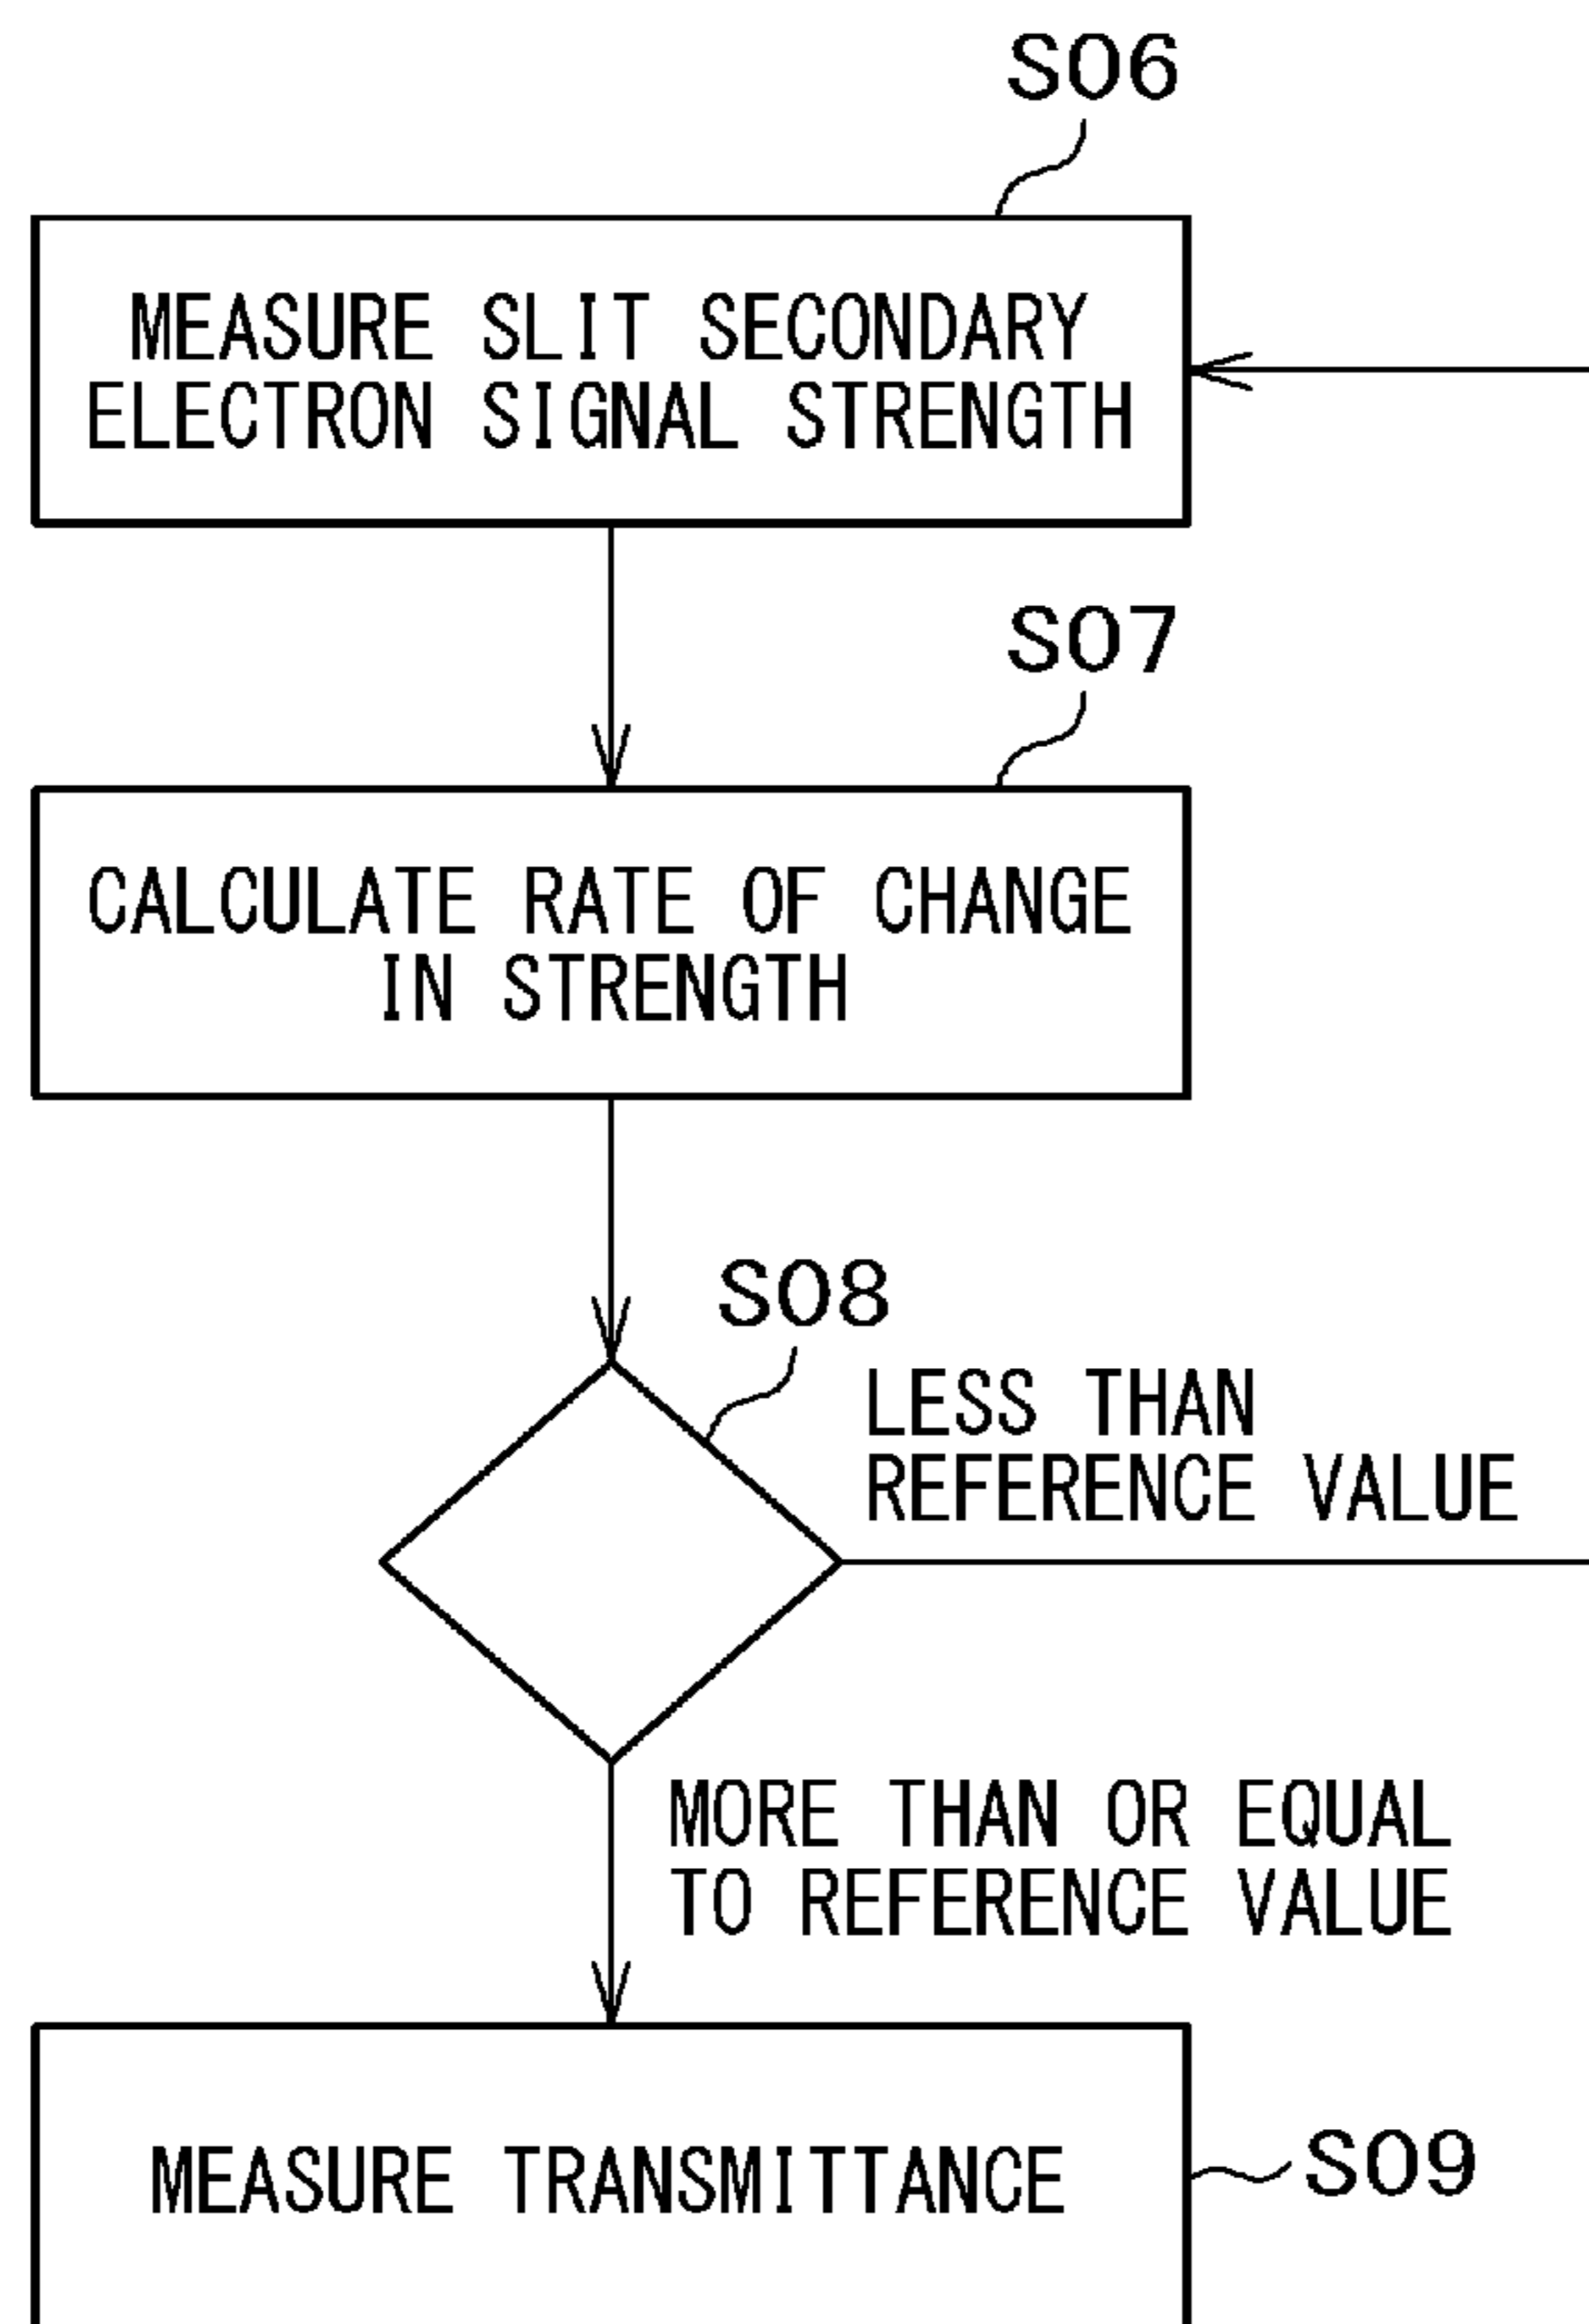 S06
MEASURE SLIT SECONDARY
ELECTRON SIGNAL STRENGTH
S07
CALCULATE RATE OF CHANGE
IN STRENGTH
S08
LESS THAN
REFERENCE VALUE
MORE THAN OR EQUAL
TO REFERENCE VALUE
MEASURE TRANSMITTANCE
S09